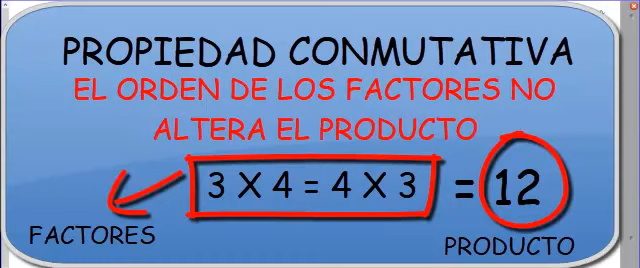 PROPIEDAD CONMUTATIVA
EL ORDEN DE LOS FACTORES NO
ALTERA EL PRODUCTO
3 X 4 = 4 X 3 = 12
FACTORES
PRODUCTO